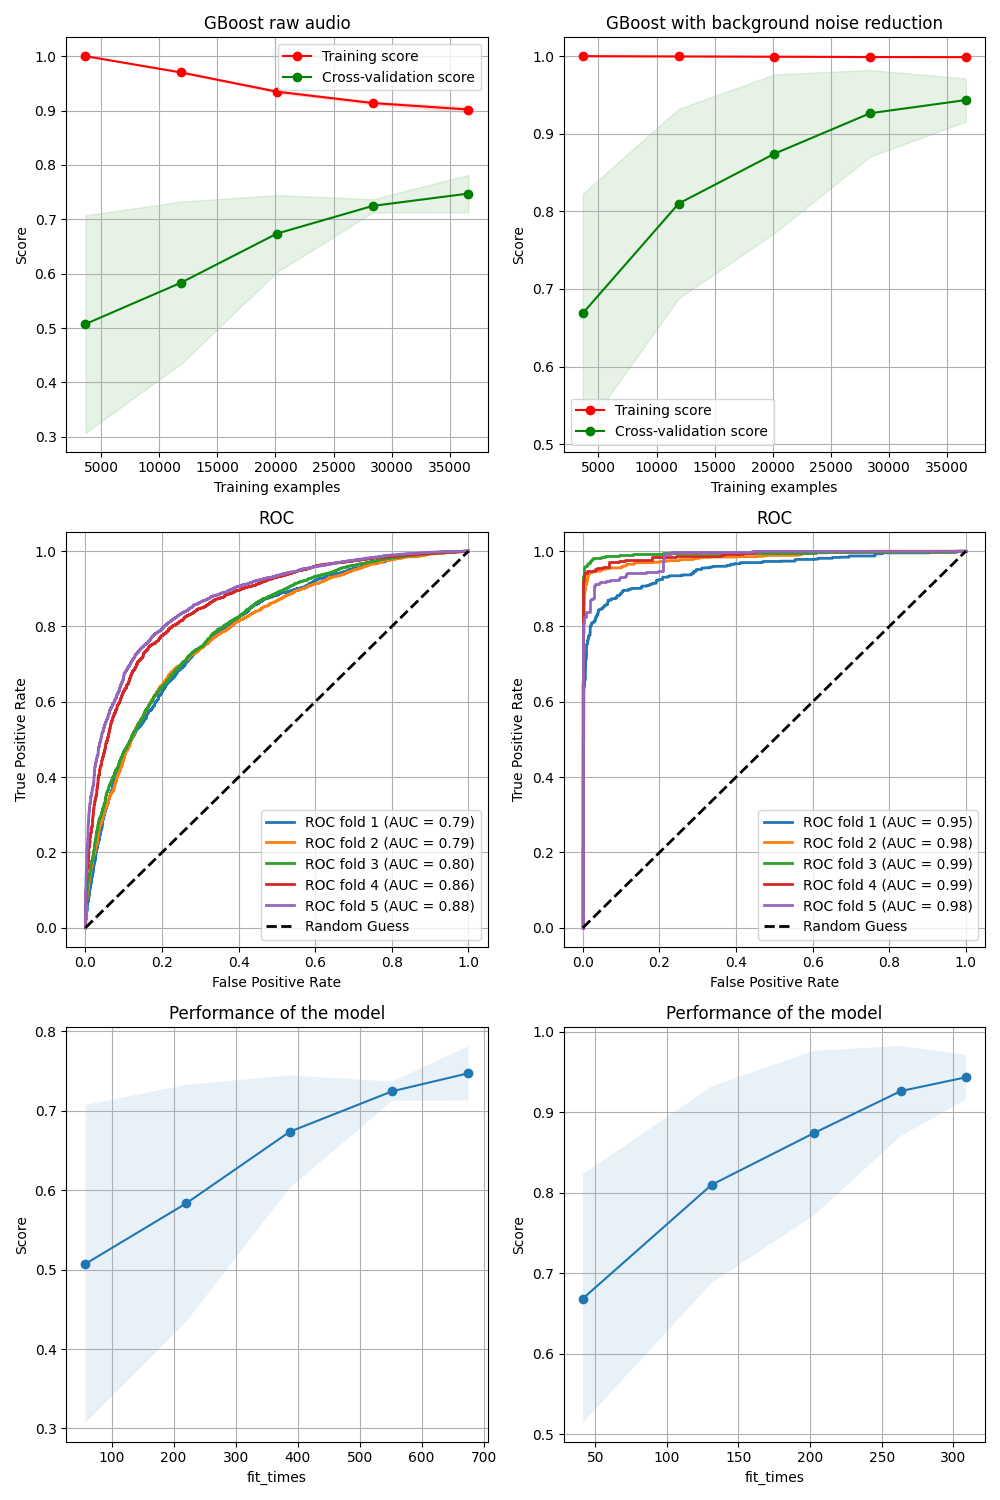 GBoost raw audio
1.0
0.9
0.8
0.7
0.6
0.5
0.4
0.3
Score
Training score
Cross-validation score
5000 10000 15000 20000 25000 30000 35000
Training examples
GBoost with background noise reduction
1.0
0.9
0.8
0.7
0.6
0.5
Score
Training score
Cross-validation score
5000 10000 15000 20000 25000 30000 35000
Training examples
ROC
1.0
0.8
0.6
0.4
0.2
0.0
True Positive Rate
ROC fold 1 (AUC = 0.79)
ROC fold 2 (AUC = 0.79)
ROC fold 3 (AUC = 0.80)
ROC fold 4 (AUC = 0.86)
ROC fold 5 (AUC = 0.88)
Random Guess
0.0 0.2 0.4 0.6 0.8 1.0
False Positive Rate
ROC
1.0
0.8
0.6
0.4
0.2
0.0
True Positive Rate
ROC fold 1 (AUC = 0.95)
ROC fold 2 (AUC = 0.98)
ROC fold 3 (AUC = 0.99)
ROC fold 4 (AUC = 0.99)
ROC fold 5 (AUC = 0.98)
Random Guess
0.0 0.2 0.4 0.6 0.8 1.0
False Positive Rate
Performance of the model
0.8
0.7
0.6
0.5
0.4
0.3
Score
100 200 300 400 500 600 700
fit_times
Performance of the model
1.0
0.9
0.8
0.7
0.6
0.5
Score
50 100 150 200 250 300
fit_times